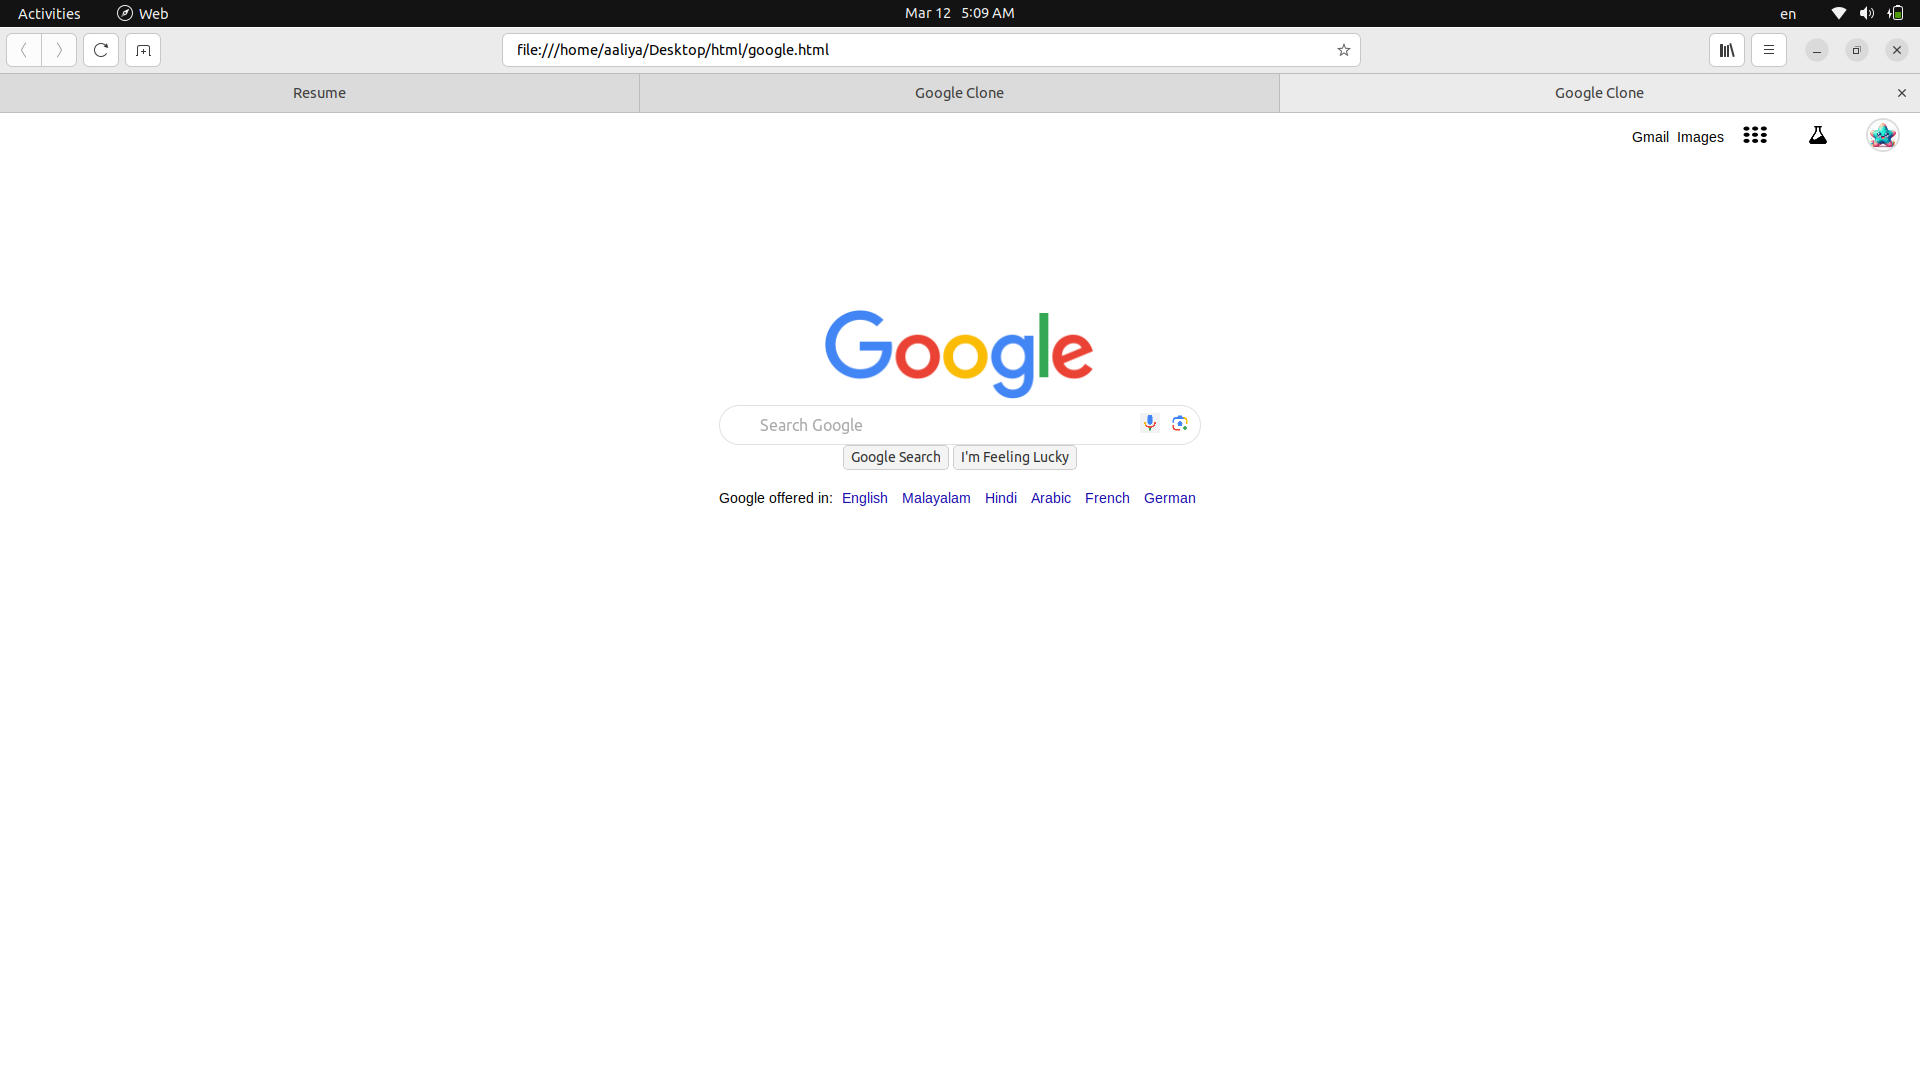 Activities Web Mar 12 5:09 AM en
file:///home/aaliya/Desktop/html/google.html
Resume Google Clone Google Clone
Gmail Images
Google
Search Google
Google Search I'm Feeling Lucky
Google offered in: English Malayalam Hindi Arabic French German